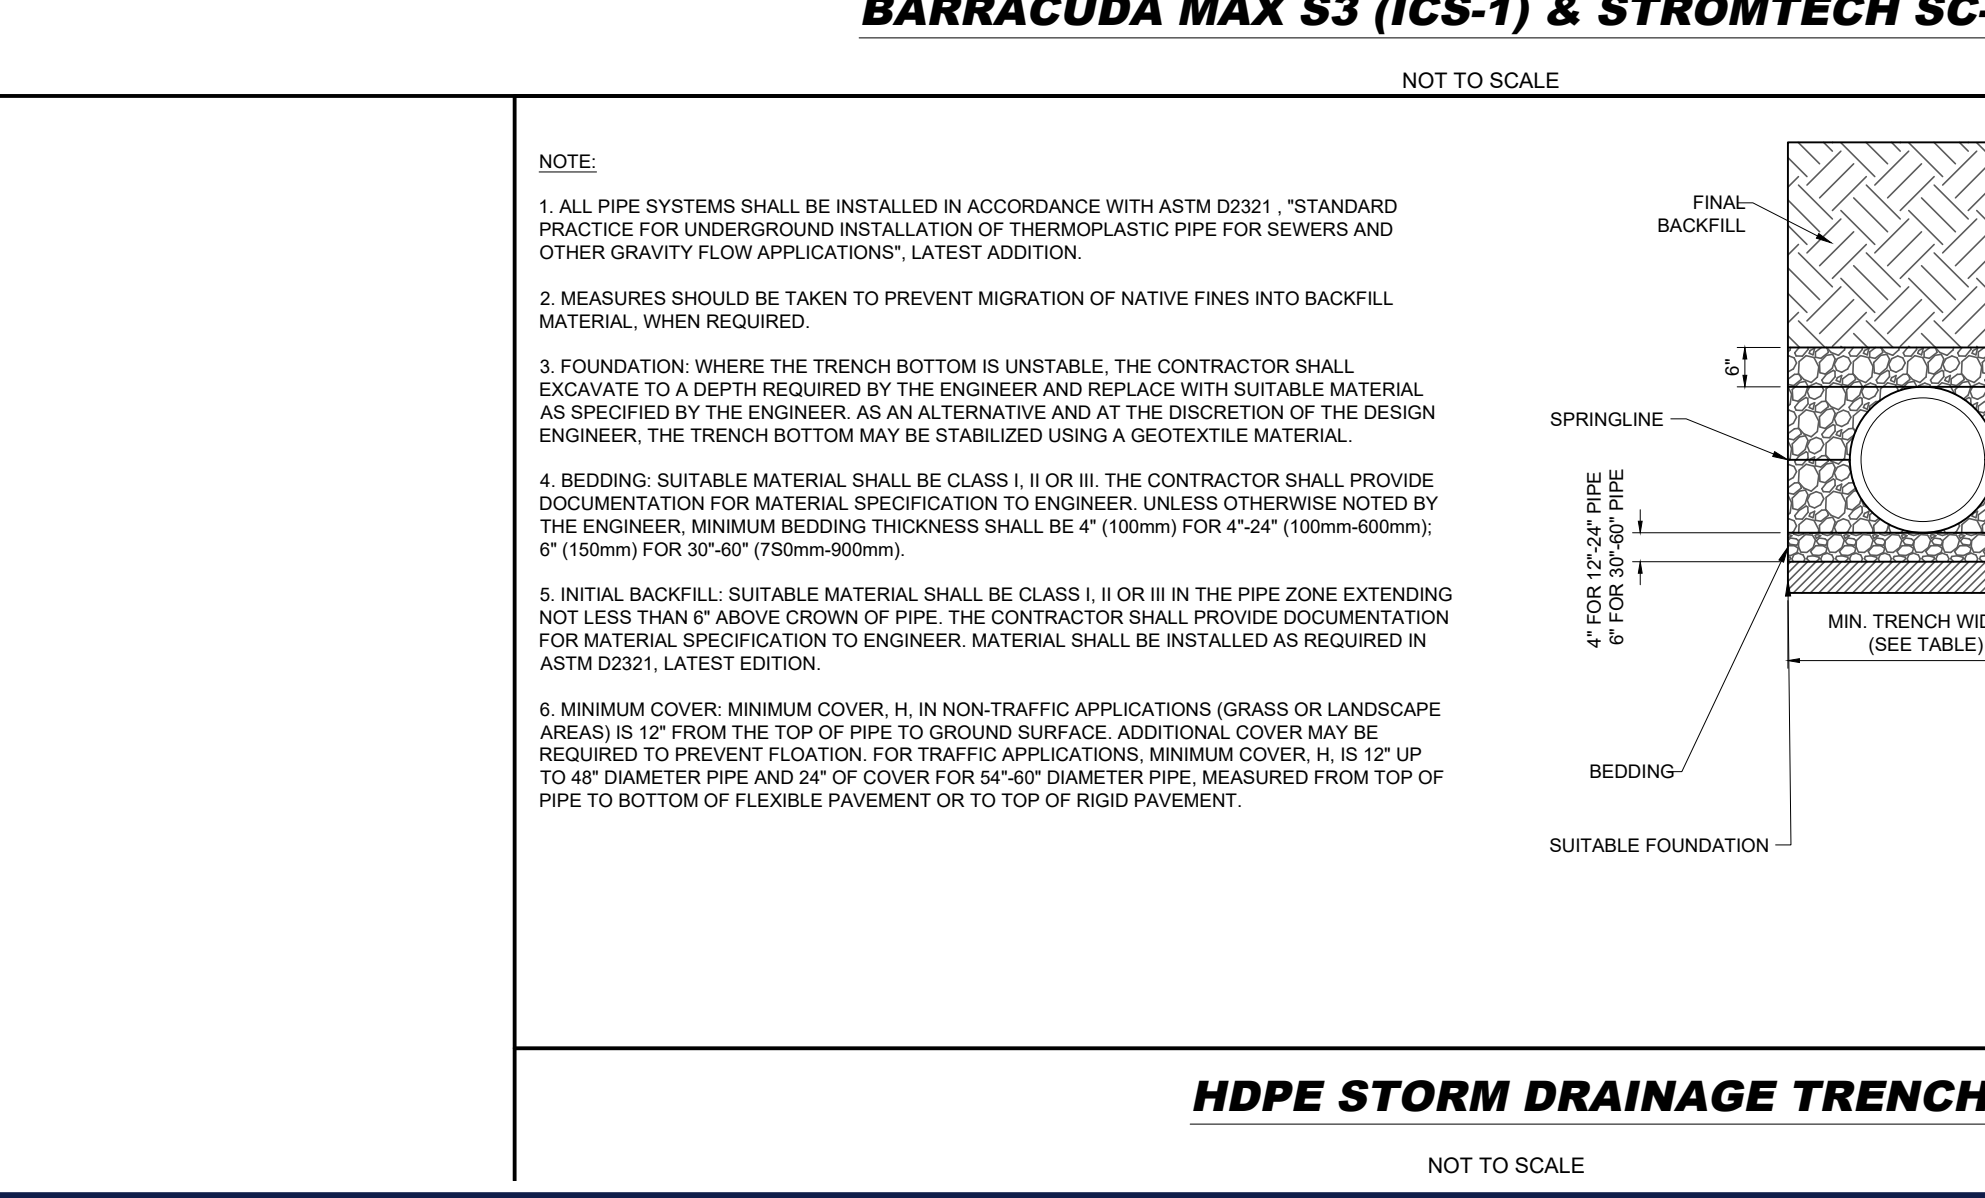 BARRACUDA MAX S3 (ICS-1) & STROMTECH SC-
NOT TO SCALE
NOTE:
1. ALL PIPE SYSTEMS SHALL BE INSTALLED IN ACCORDANCE WITH ASTM D2321 , "STANDARD
PRACTICE FOR UNDERGROUND INSTALLATION OF THERMOPLASTIC PIPE FOR SEWERS AND
OTHER GRAVITY FLOW APPLICATIONS", LATEST ADDITION.
2. MEASURES SHOULD BE TAKEN TO PREVENT MIGRATION OF NATIVE FINES INTO BACKFILL
MATERIAL, WHEN REQUIRED.
3. FOUNDATION: WHERE THE TRENCH BOTTOM IS UNSTABLE, THE CONTRACTOR SHALL
EXCAVATE TO A DEPTH REQUIRED BY THE ENGINEER AND REPLACE WITH SUITABLE MATERIAL
AS SPECIFIED BY THE ENGINEER. AS AN ALTERNATIVE AND AT THE DISCRETION OF THE DESIGN
ENGINEER, THE TRENCH BOTTOM MAY BE STABILIZED USING A GEOTEXTILE MATERIAL.
4. BEDDING: SUITABLE MATERIAL SHALL BE CLASS I, II OR III. THE CONTRACTOR SHALL PROVIDE
DOCUMENTATION FOR MATERIAL SPECIFICATION TO ENGINEER. UNLESS OTHERWISE NOTED BY
THE ENGINEER, MINIMUM BEDDING THICKNESS SHALL BE 4" (100mm) FOR 4"-24" (100mm-600mm);
6" (150mm) FOR 30"-60" (7S0mm-900mm).
5. INITIAL BACKFILL: SUITABLE MATERIAL SHALL BE CLASS I, II OR III IN THE PIPE ZONE EXTENDING
NOT LESS THAN 6" ABOVE CROWN OF PIPE. THE CONTRACTOR SHALL PROVIDE DOCUMENTATION
FOR MATERIAL SPECIFICATION TO ENGINEER. MATERIAL SHALL BE INSTALLED AS REQUIRED IN
ASTM D2321, LATEST EDITION.
6. MINIMUM COVER: MINIMUM COVER, H, IN NON-TRAFFIC APPLICATIONS (GRASS OR LANDSCAPE
AREAS) IS 12" FROM THE TOP OF PIPE TO GROUND SURFACE. ADDITIONAL COVER MAY BE
REQUIRED TO PREVENT FLOATION. FOR TRAFFIC APPLICATIONS, MINIMUM COVER, H, IS 12" UP
TO 48" DIAMETER PIPE AND 24" OF COVER FOR 54"-60" DIAMETER PIPE, MEASURED FROM TOP OF
PIPE TO BOTTOM OF FLEXIBLE PAVEMENT OR TO TOP OF RIGID PAVEMENT.
FINAL
BACKFILL
6"
SPRINGLINE
4" FOR 12"-24" PIPE
6" FOR 30"-60" PIPE
MIN. TRENCH WI
(SEE TABLE)
BEDDING
SUITABLE FOUNDATION
HDPE STORM DRAINAGE TRENCH
NOT TO SCALE